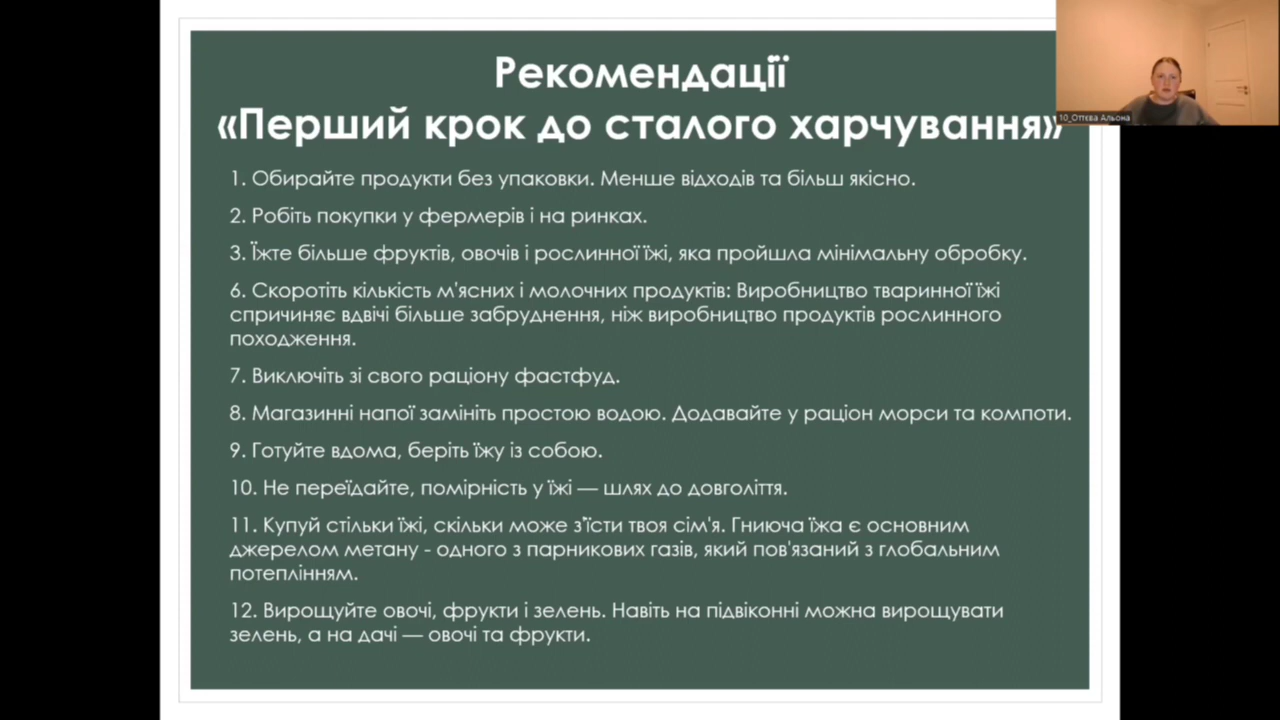 Рекомендації
«Перший крок до сталого харчування»
1. Обирайте продукти без упаковки. Менше відходів та більш якісно.
2. Робіть покупки у фермерів і на ринках.
3. Їжте більше фруктів, овочів і рослинної їжі, яка пройшла мінімальну обробку.
6. Скоротіть кількість м'ясних і молочних продуктів: Виробництво тваринної їжі
спричиняє вдвічі більше забруднення, ніж виробництво продуктів рослинного
походження.
7. Виключіть зі свого раціону фастфуд.
8. Магазинні напої замініть простою водою. Додавайте у раціон морси та компоти.
9. Готуйте вдома, беріть їжу із собою.
10. Не переїдайте, помірність у їжі — шлях до довголіття.
11. Купуй стільки їжі, скільки може з'їсти твоя сім'я. Гниюча їжа є основним
джерелом метану - одного з парникових газів, який пов'язаний з глобальним
потеплінням.
12. Вирощуйте овочі, фрукти і зелень. Навіть на підвіконні можна вирощувати
зелень, а на дачі — овочі та фрукти.
10_Оттєва Альона